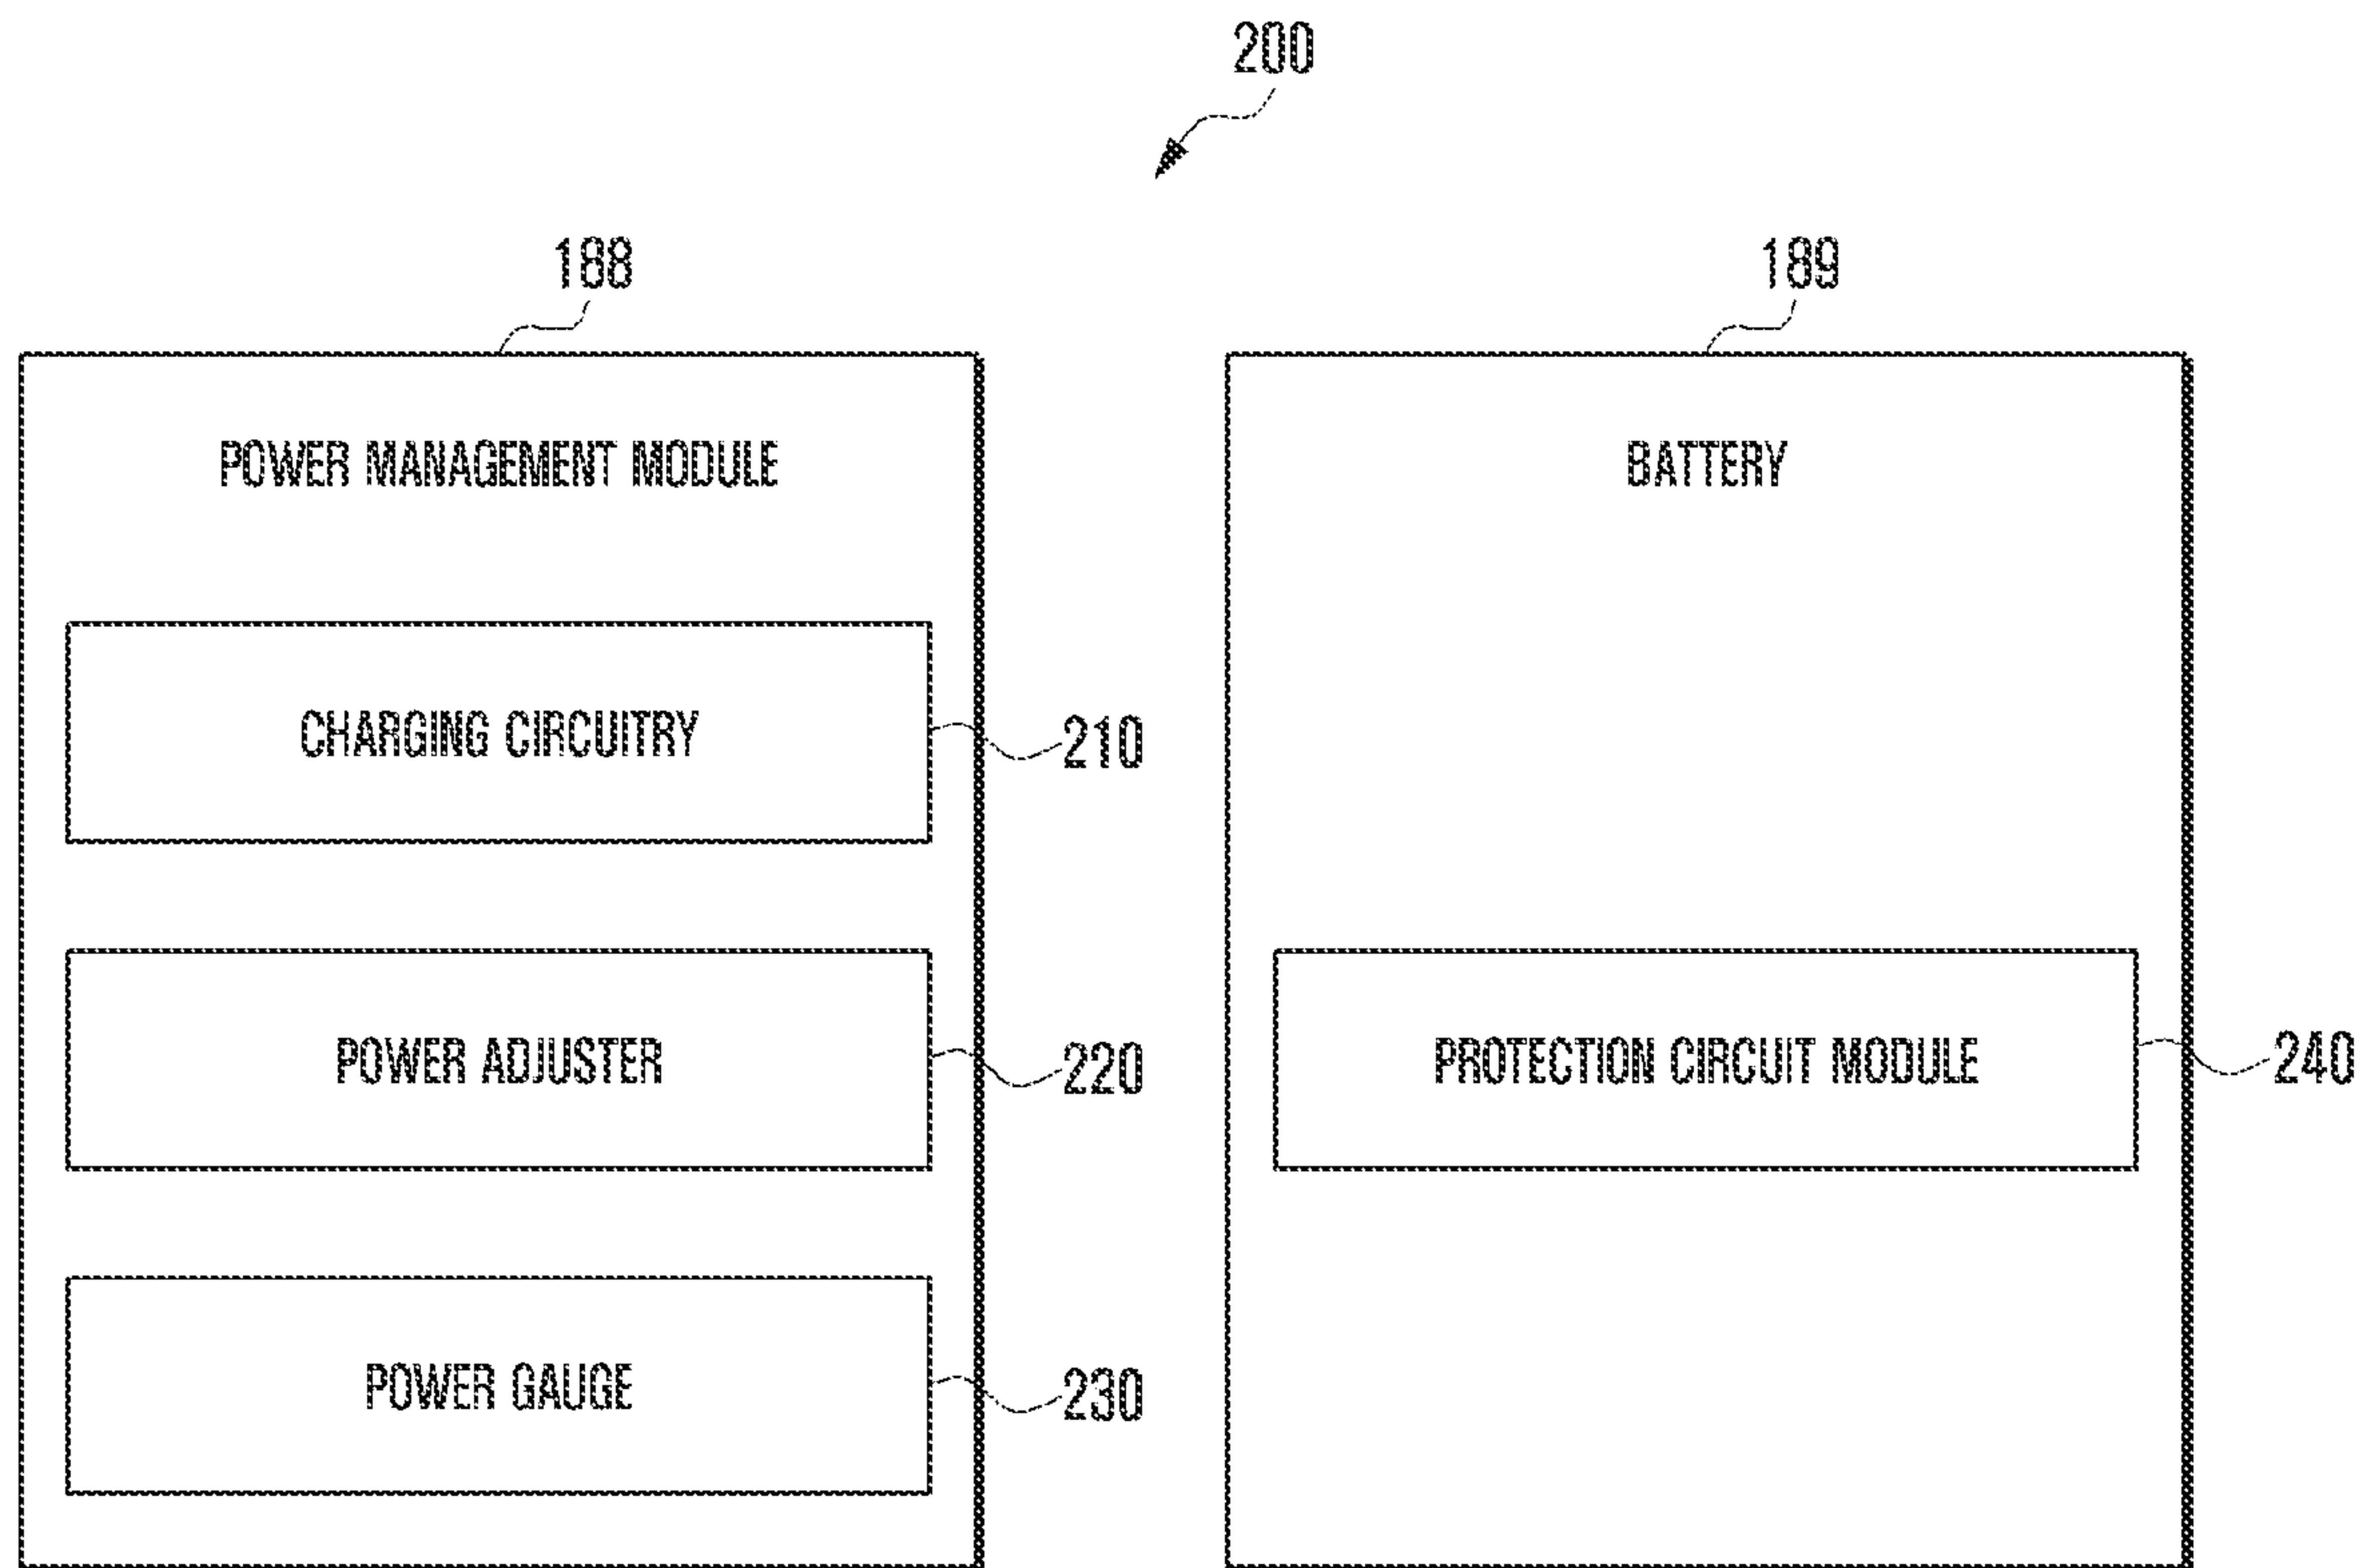 200
188
189
POWER MANAGEMENT MODULE
BATTERY
CHARGING CIRCUITRY
210
POWER ADJUSTER
220
PROTECTION CIRCUIT MODULE
240
POWER GAUGE
230